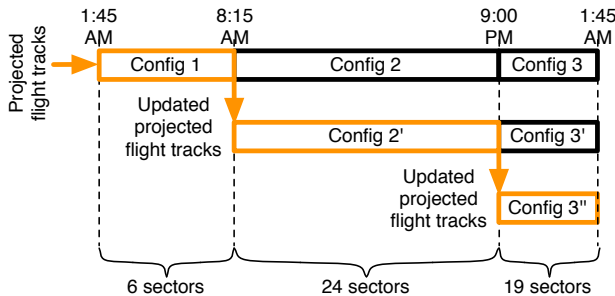 1:45 AM
8:15 AM
9:00 PM
1:45 AM
Projected
flight tracks
Config 1
Config 2
Config 3
Updated
projected
flight tracks
Config 2'
Config 3'
Updated
projected
flight tracks
Config 3"
6 sectors
24 sectors
19 sectors